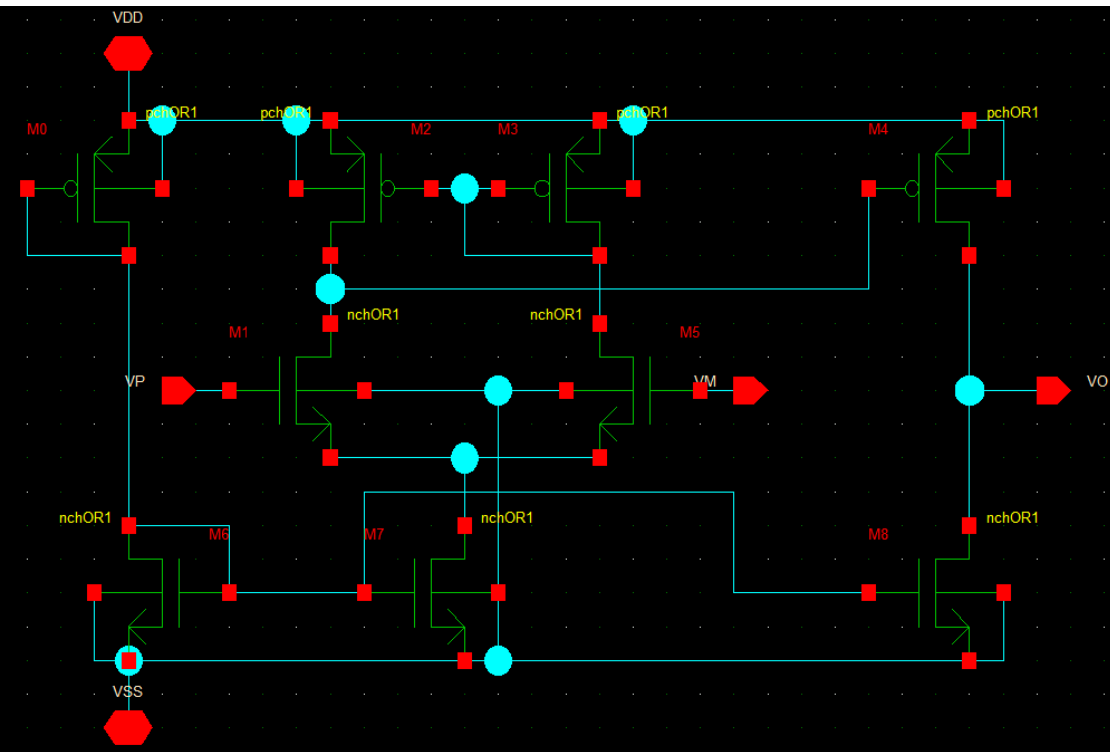 VDD
pchOR1
pchOR1
pchOR1
pchOR1
M0
M2
M3
M4
nchOR1
nchOR1
M1
M5
VP
VM
VO
nchOR1
nchOR1
nchOR1
M6
M7
M8
VSS